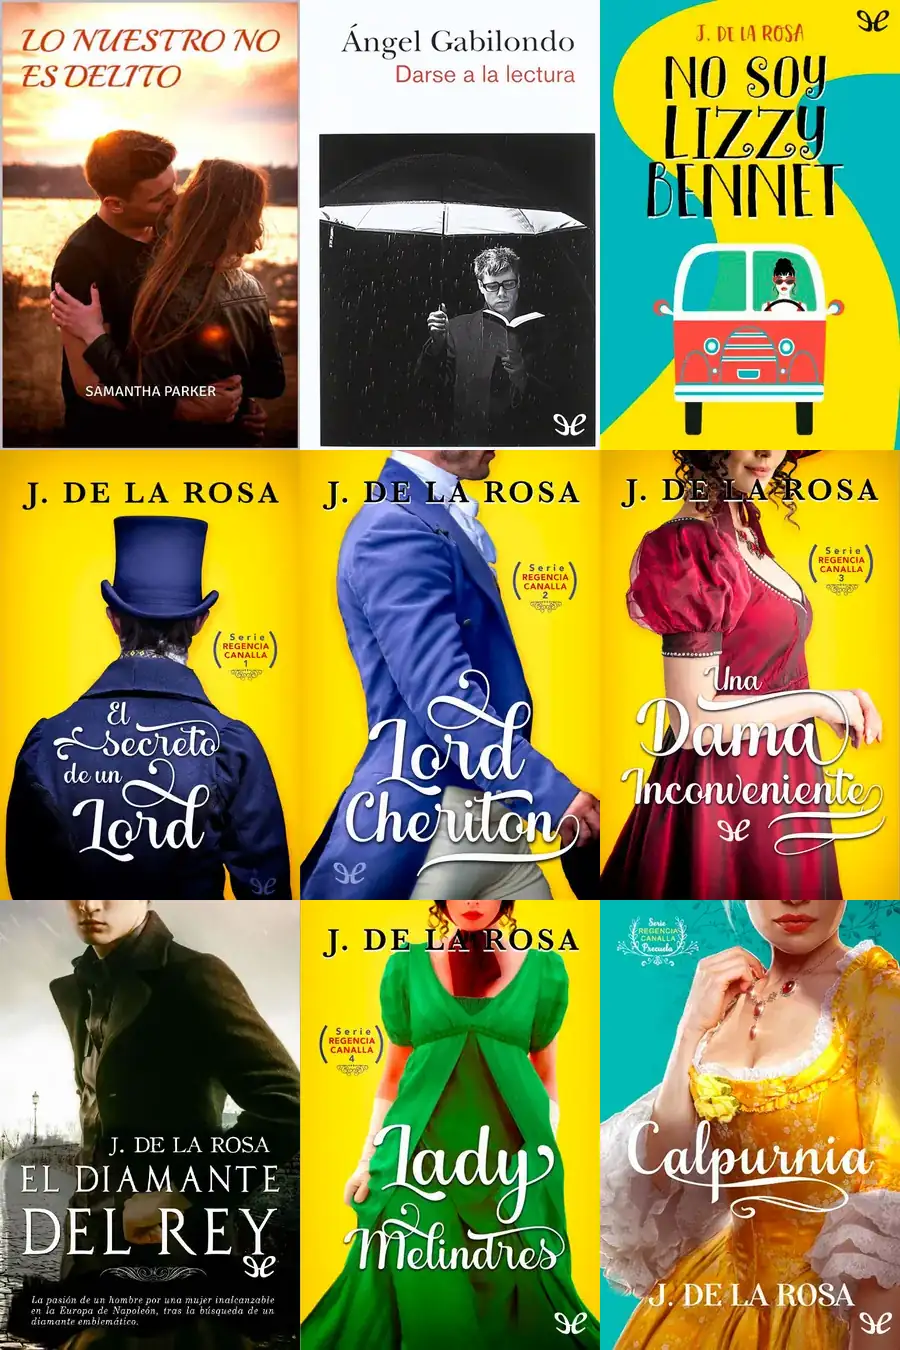 LO NUESTRO NO
ES DELITO
SAMANTHA PARKER
Ángel Gabilondo
Darse a la lectura
J. DE LA ROSA
NO SOY
LIZZY
BENNET
J. DE LA ROSA
Serie
REGENCIA
CANALLA
1
El
secreto
de un
Lord
J. DE LA ROSA
Serie
REGENCIA
CANALLA
2
Lord
Cheriton
J. DE LA ROSA
Serie
REGENCIA
CANALLA
3
Una
Dama
Inconveniente
J. DE LA ROSA
EL DIAMANTE
DEL REY
La pasión de un hombre por una mujer inalcanzable
en la Europa de Napoleón, tras la búsqueda de un
diamante emblemático.
J. DE LA ROSA
Serie
REGENCIA
CANALLA
4
Lady
Melindres
Serie
REGENCIA
CANALLA
Precuela
Calpurnia
J. DE LA ROSA